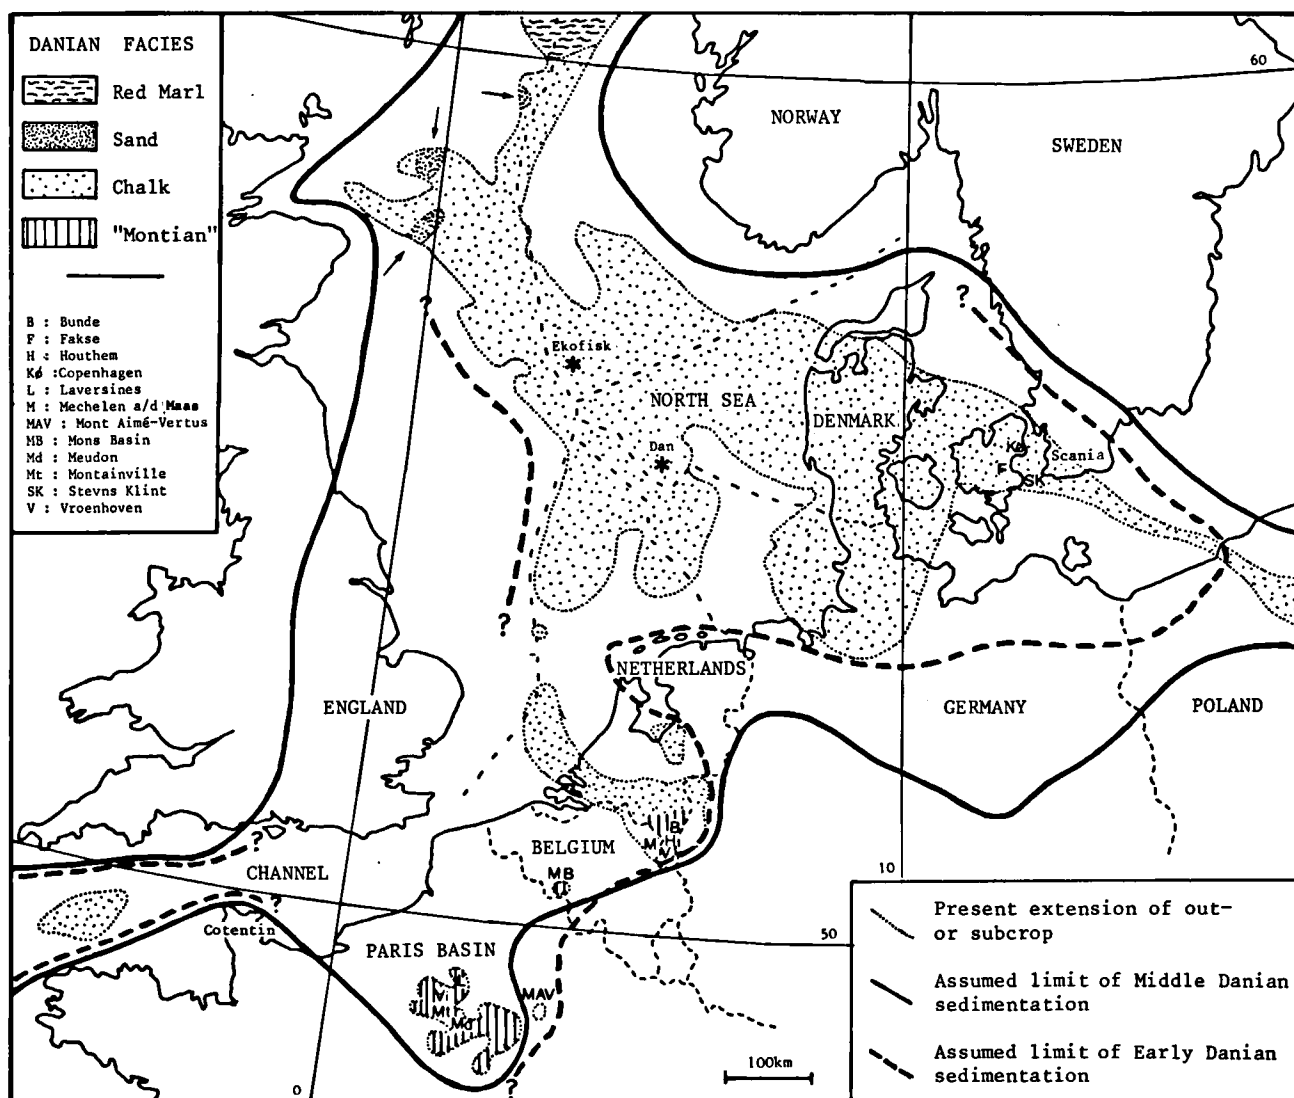 DANIAN FACIES
Red Marl
Sand
Chalk
"Montian"
B : Bunde
F : Fakse
H : Houthem
Kø :Copenhagen
L : Laversines
M : Mechelen a/d Maas
MAV : Mont Aimé-Vertus
MB : Mons Basin
Md : Meudon
Mt : Montainville
SK : Stevns Klint
V : Vroenhoven
60
NORWAY
SWEDEN
?
?
Ekofisk
NORTH SEA
DENMARK
Dan
Kø
F
SK
Scania
?
NETHERLANDS
ENGLAND
GERMANY
POLAND
?
CHANNEL
BELGIUM
B
M
H
V
MB
10
?
Cotentin
50
PARIS BASIN
L
MAV
Mt
Md
?
0
100km
Present extension of out-
or subcrop
Assumed limit of Middle Danian
sedimentation
Assumed limit of Early Danian
sedimentation